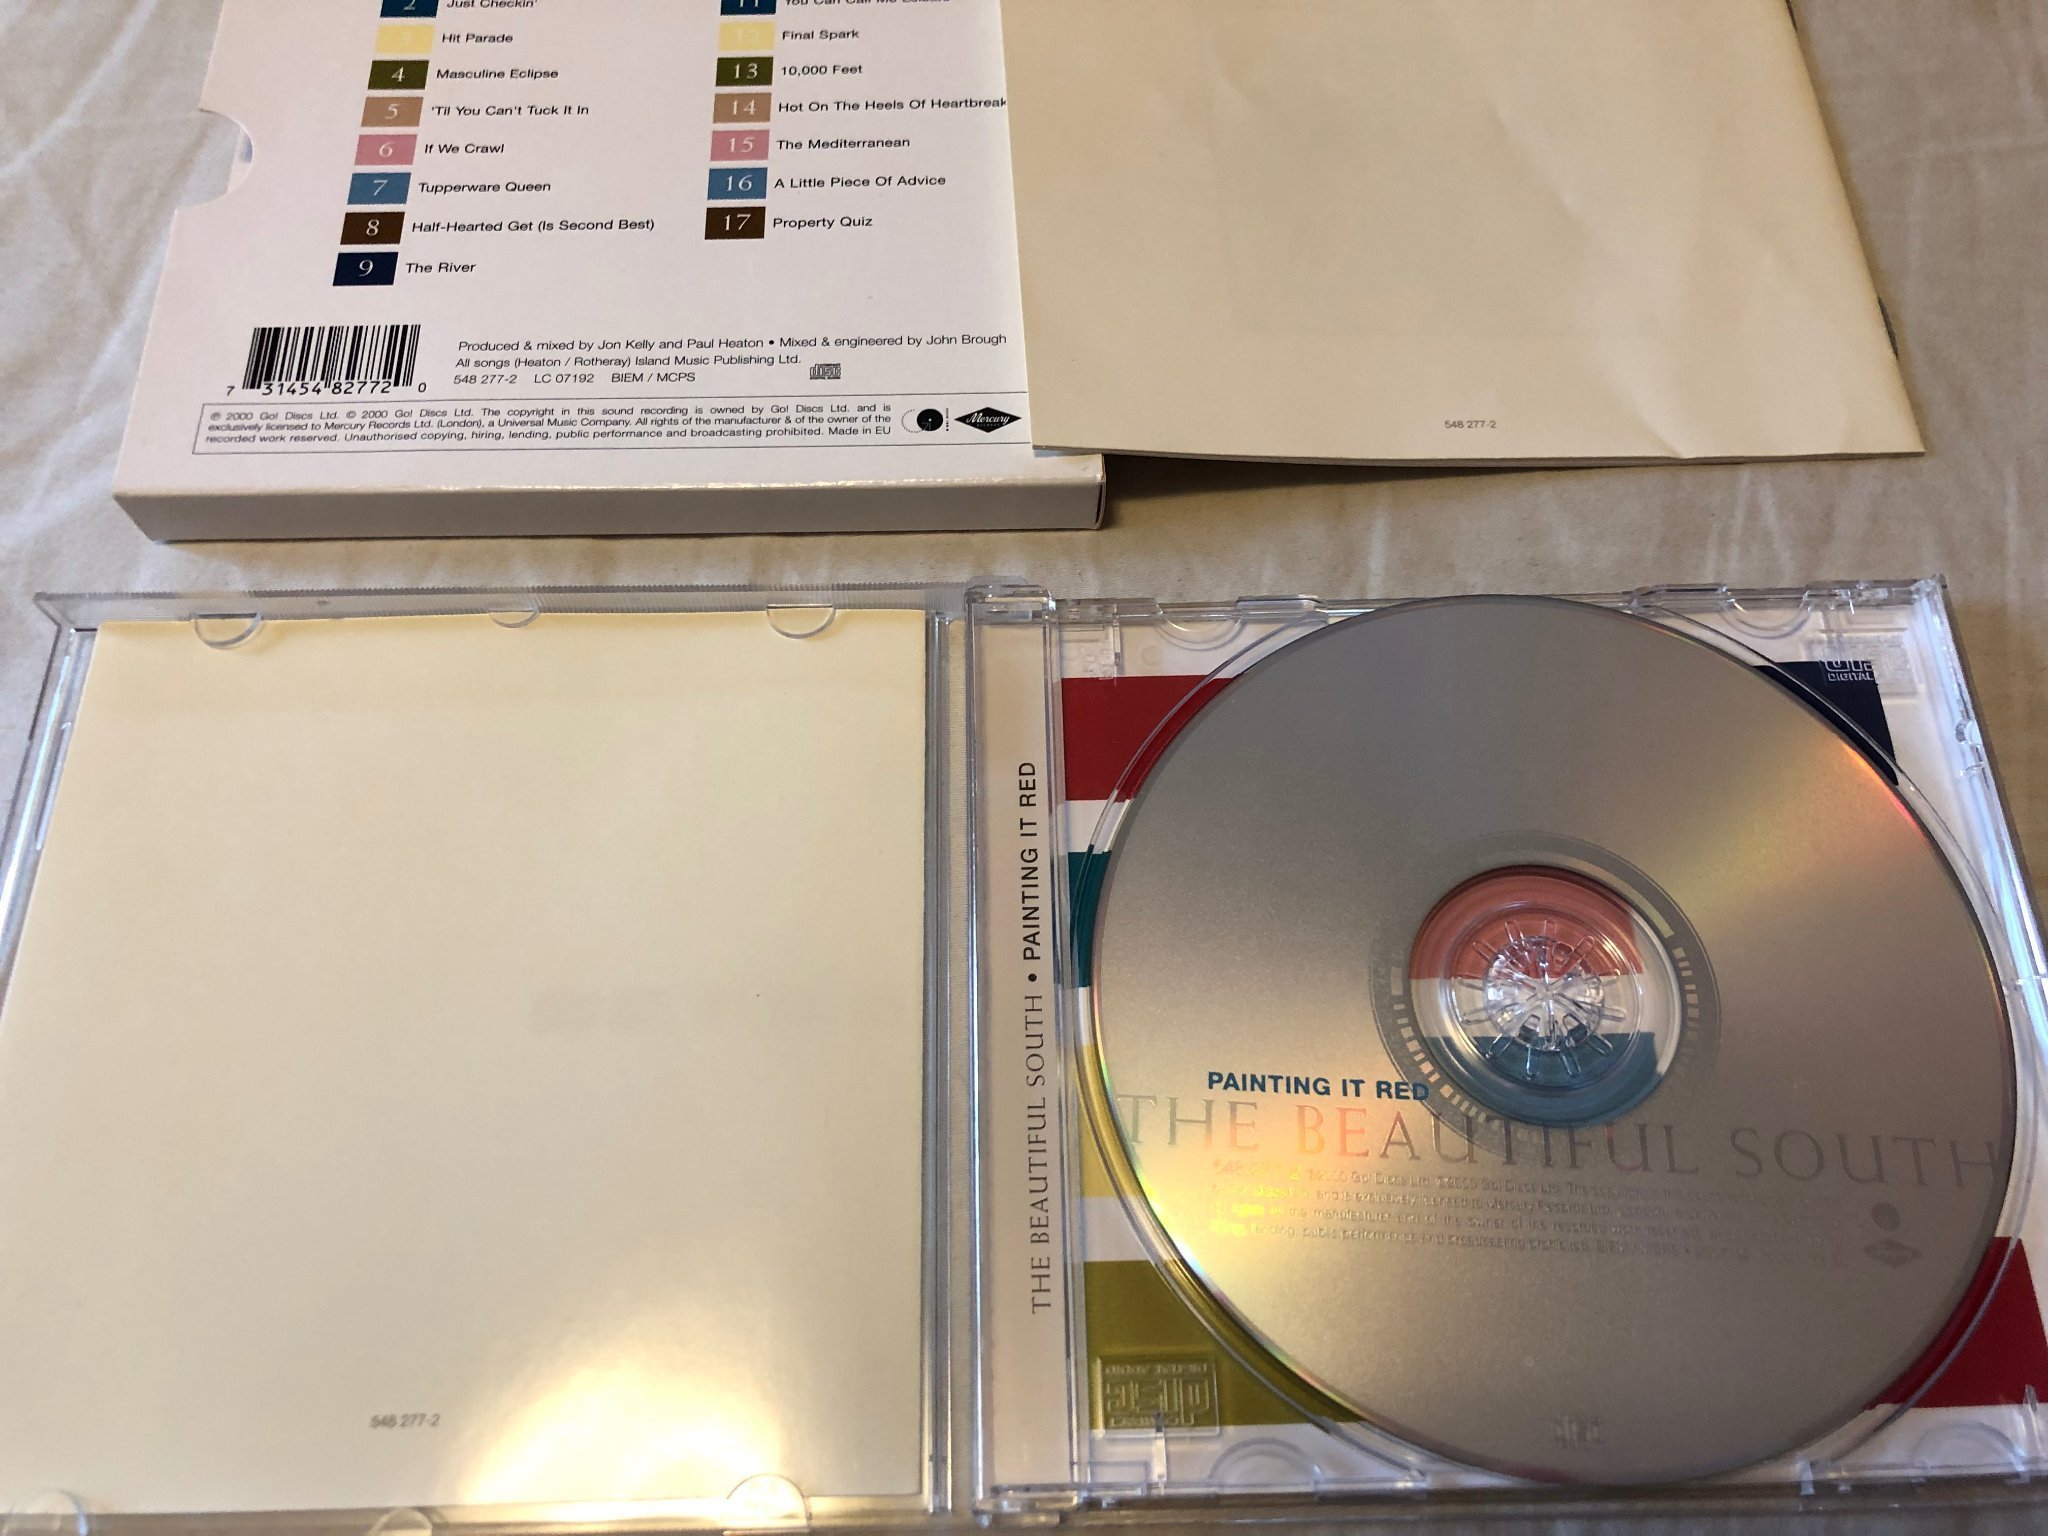 2 Just Checkin'
Hit Parade
4 Masculine Eclipse
5 'Til You Can't Tuck It In
6 If We Crawl
7 Tupperware Queen
8 Half-Hearted Get (Is Second Best)
9 The River
11 You Can Call Me
12 Final Spark
13 10,000 Feet
14 Hot On The Heels Of Heartbreak
15 The Mediterranean
16 A Little Piece Of Advice
17 Property Quiz
7 31454 82772 0
Produced & mixed by Jon Kelly and Paul Heaton • Mixed & engineered by John Brough
All songs (Heaton / Rotheray) Island Music Publishing Ltd.
548 277-2 LC 07192 BIEM / MCPS
disc
℗ 2000 Go! Discs Ltd. © 2000 Go! Discs Ltd. The copyright in this sound recording is owned by Go! Discs Ltd. and is
exclusively licensed to Mercury Records Ltd. (London), a Universal Music Company. All rights of the manufacturer & of the owner of the
recorded work reserved. Unauthorised copying, hiring, lending, public performance and broadcasting prohibited. Made in EU
Mercury
548 277-2
548 277-2
THE BEAUTIFUL SOUTH • PAINTING IT RED
DIGITAL
PAINTING IT RED
THE BEAUTIFUL SOUTH